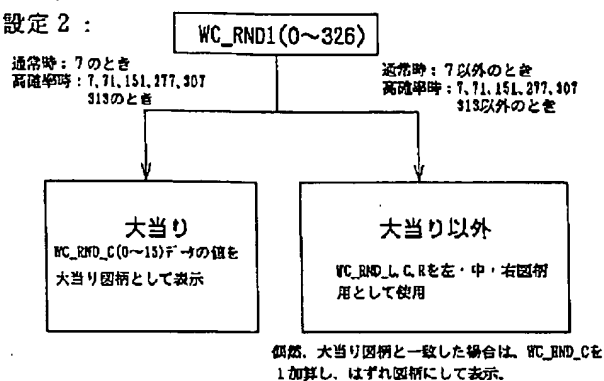 設定2:
WC_RND1(0〜326)
通常時:7のとき
高確率時:7,71,151,277,307
313のとき
通常時:7以外のとき
高確率時:7,71,151,277,307
313以外のとき
大当り
WC_RND_C(0〜15)データの値を
大当り図柄として表示
大当り以外
WC_RND_L,C,Rを左・中・右図柄
用として使用
偶然、大当り図柄と一致した場合は、WC_RND_Cを
1加算し、はずれ図柄にして表示。